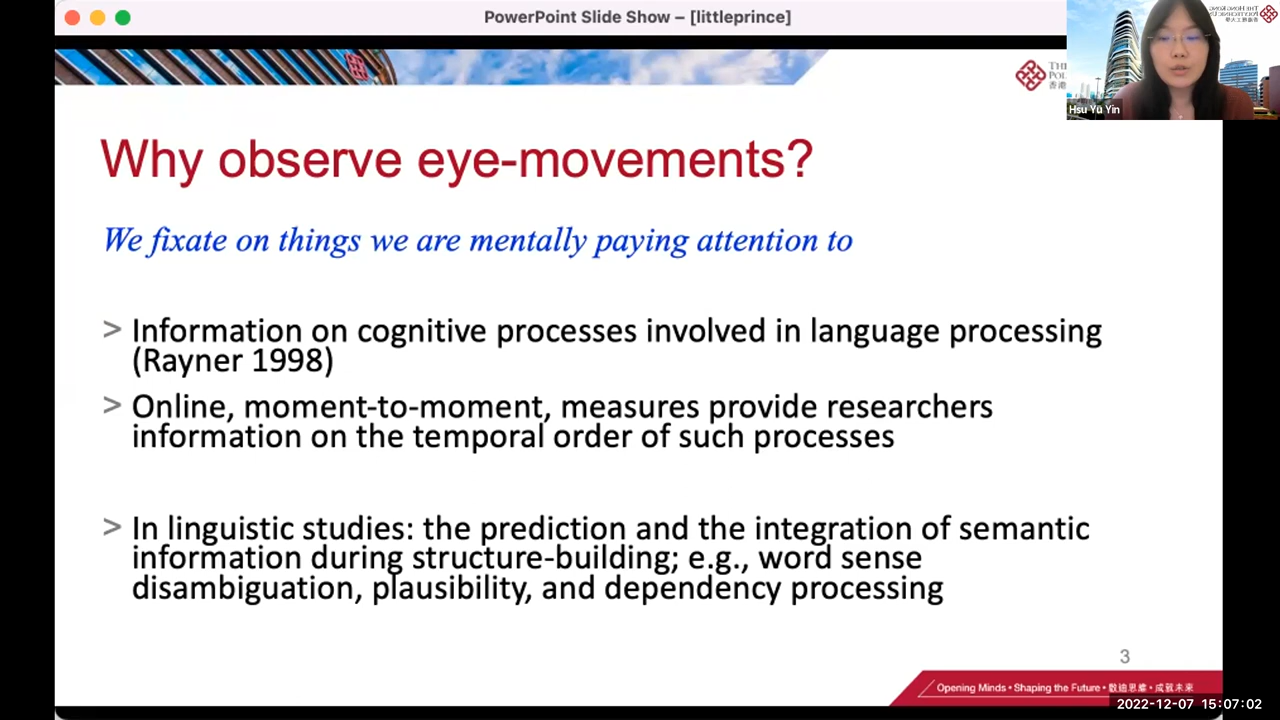 PowerPoint Slide Show – [littleprince]
Hsu Yu Yin
Why observe eye-movements?
We fixate on things we are mentally paying attention to
> Information on cognitive processes involved in language processing
(Rayner 1998)
> Online, moment-to-moment, measures provide researchers
information on the temporal order of such processes
> In linguistic studies: the prediction and the integration of semantic
information during structure-building; e.g., word sense
disambiguation, plausibility, and dependency processing
3
Opening Minds • Shaping the Future • 啟迪思維 • 成就未來
2022-12-07 15:07:02